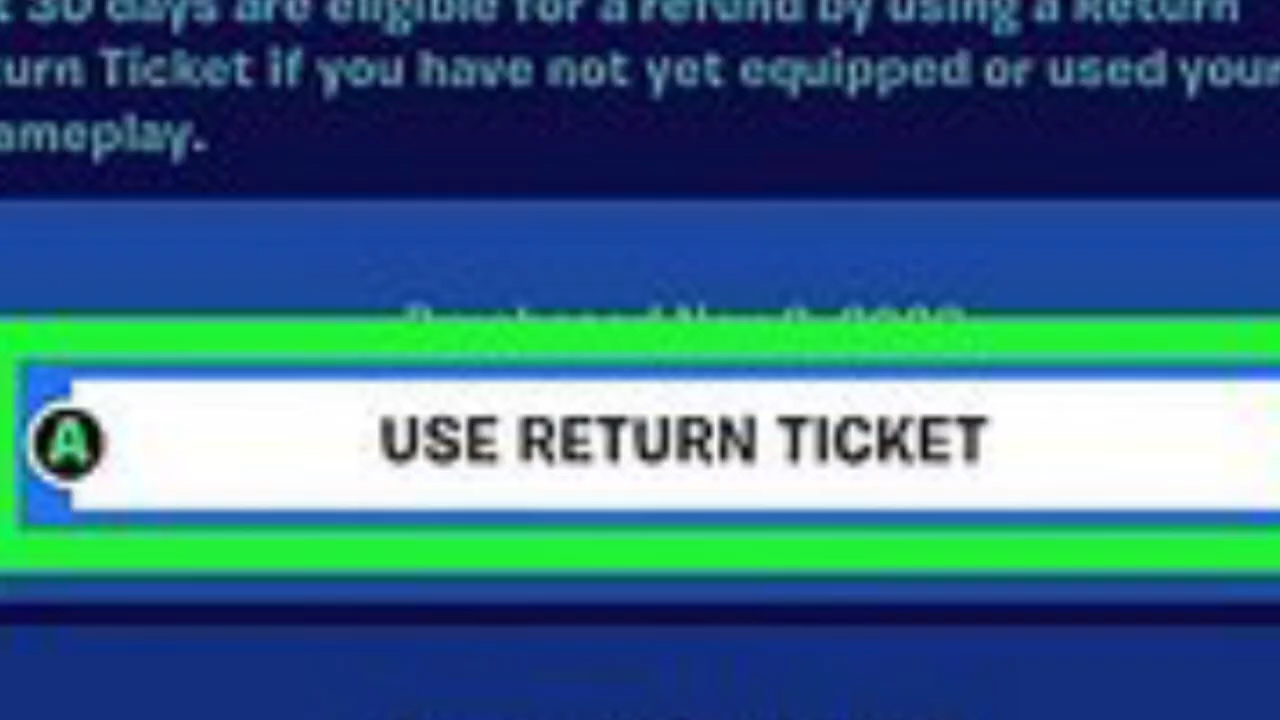 30 days are eligible for a refund by using a Return
urn Ticket if you have not yet equipped or used your
ameplay.
A
USE RETURN TICKET